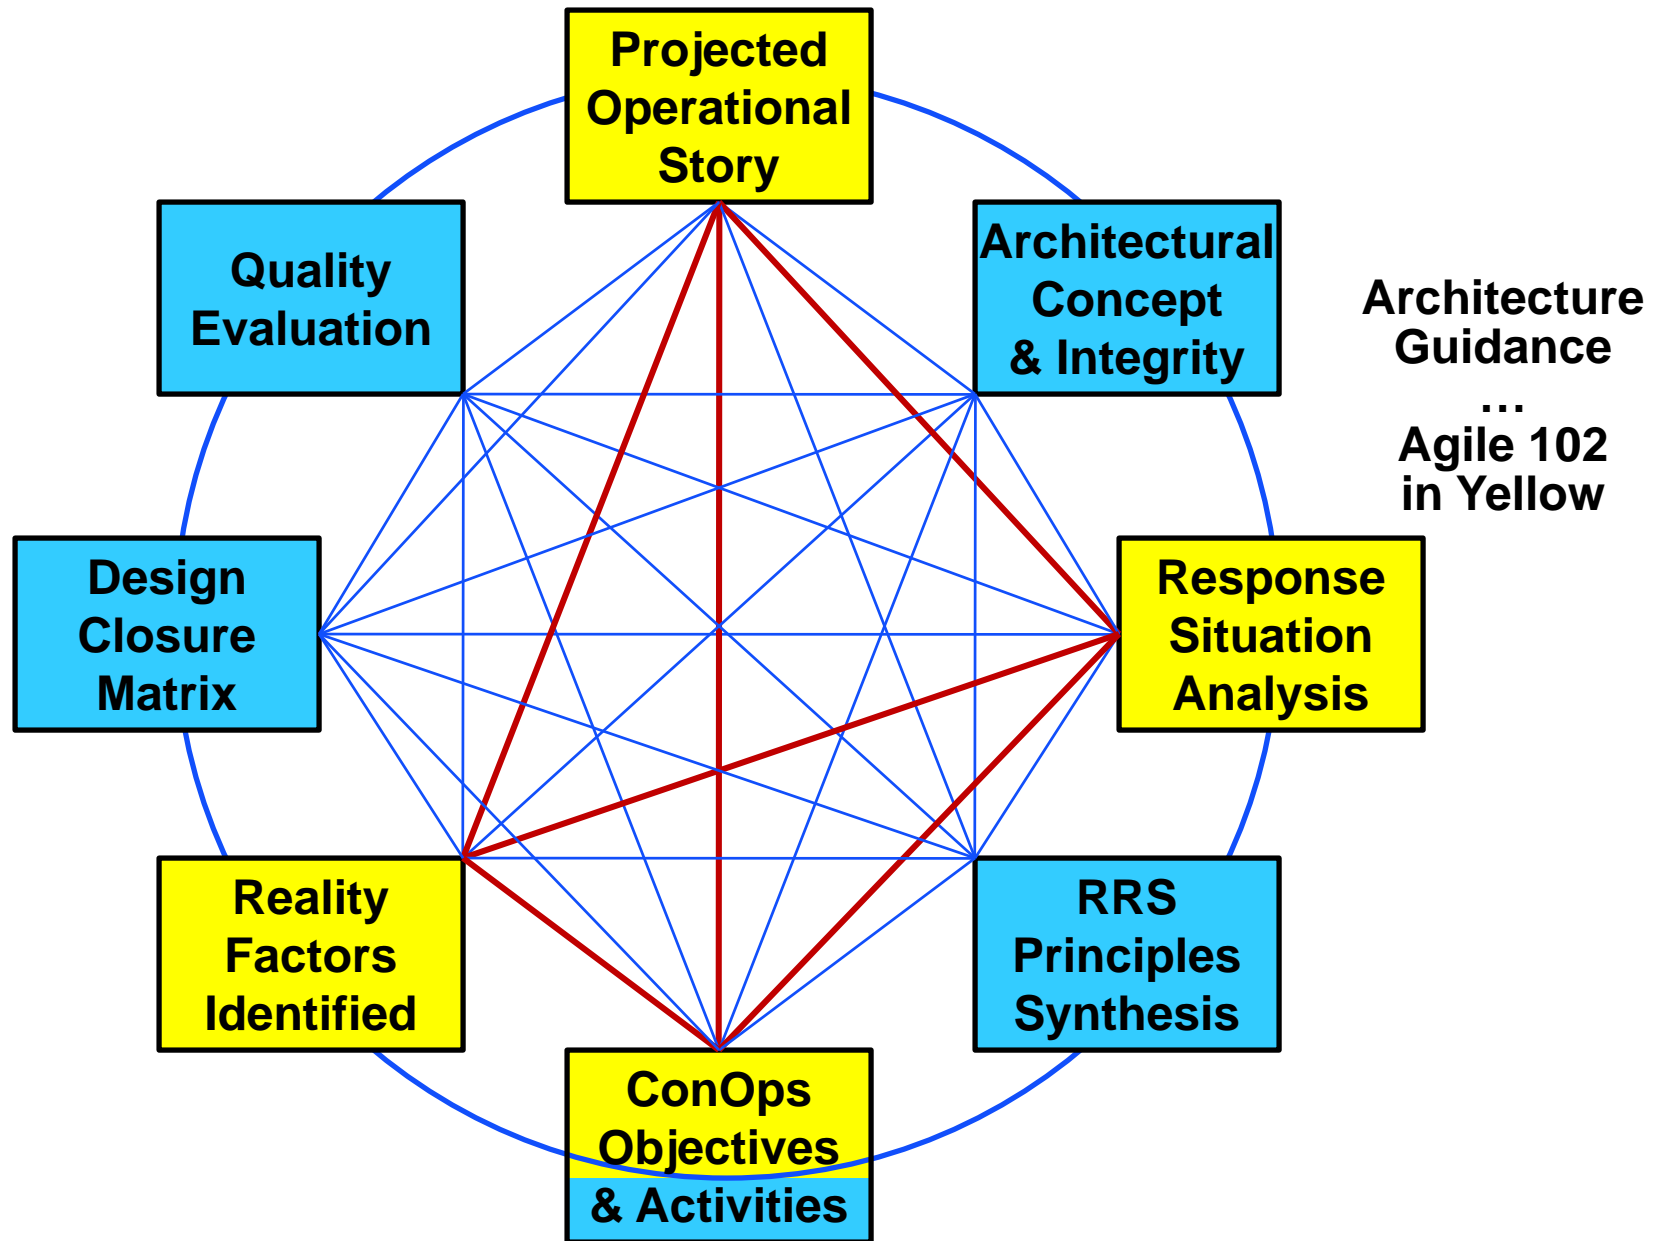 Projected
Operational
Story
Quality
Evaluation
Architectural
Concept
& Integrity
Architecture
Guidance
…
Agile 102
in Yellow
Design
Closure
Matrix
Response
Situation
Analysis
Reality
Factors
Identified
RRS
Principles
Synthesis
ConOps
Objectives
& Activities